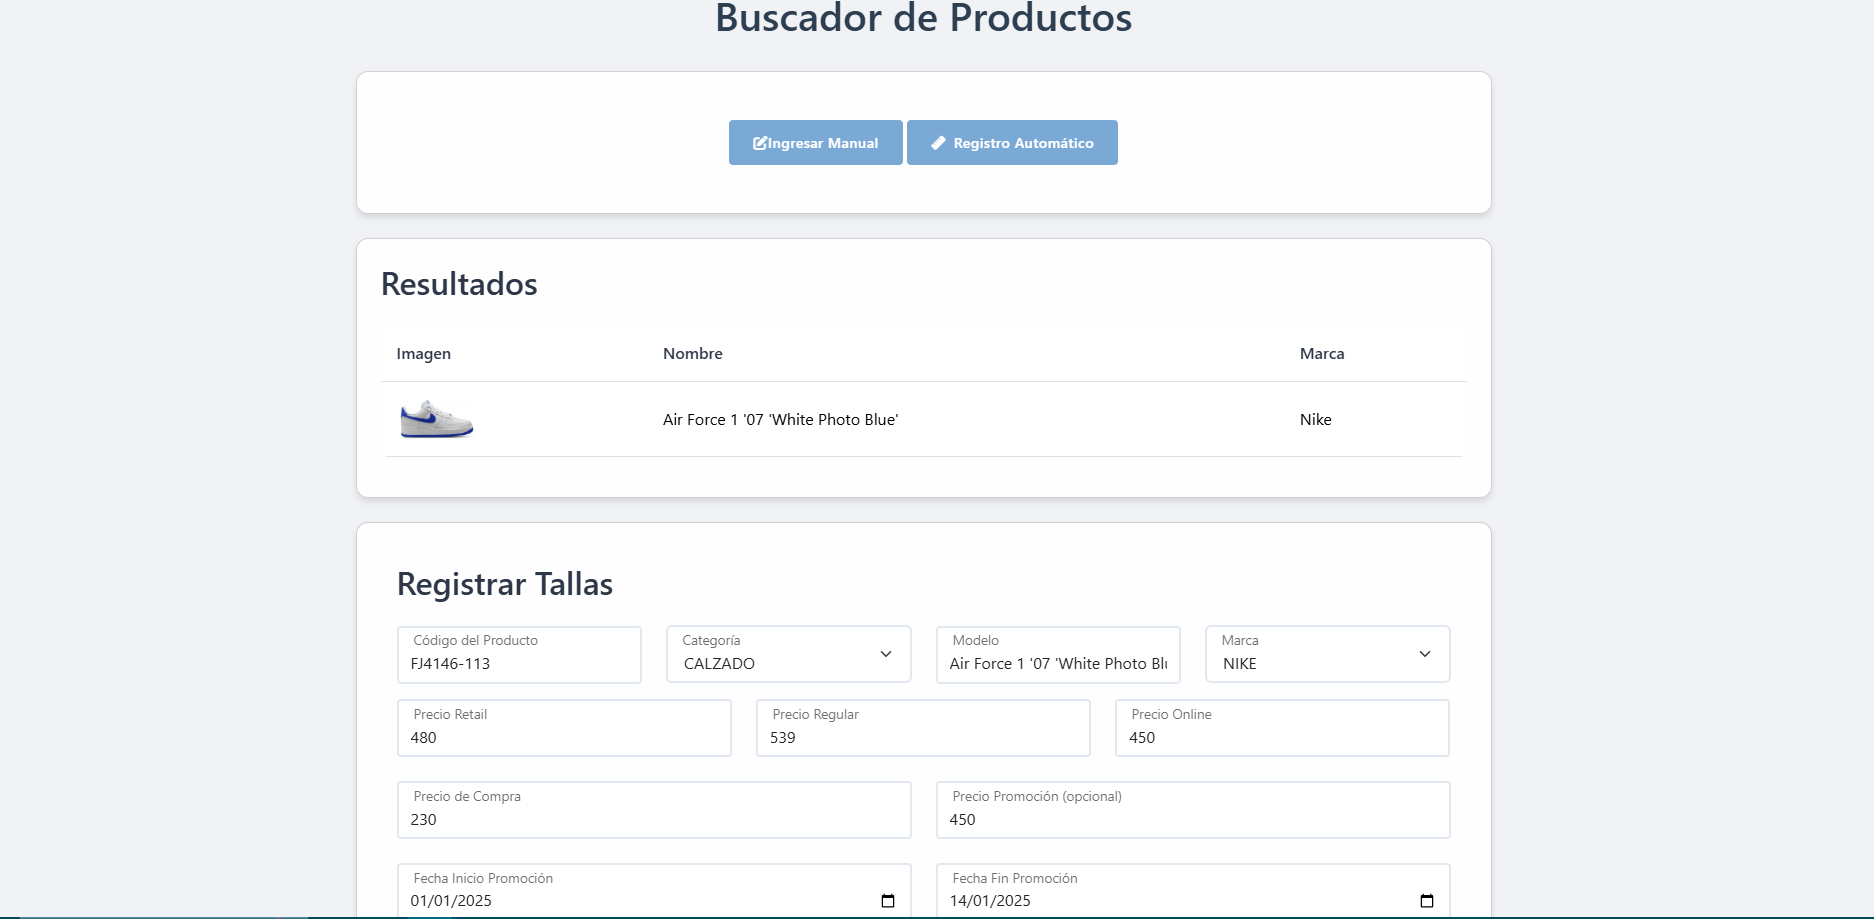 Buscador de Productos
Ingresar Manual
Registro Automático
Resultados
Imagen Nombre Marca
Air Force 1 '07 'White Photo Blue' Nike
Registrar Tallas
Código del Producto Categoría Modelo Marca
FJ4146-113 CALZADO Air Force 1 '07 'White Photo Blu NIKE
Precio Retail Precio Regular Precio Online
480 539 450
Precio de Compra Precio Promoción (opcional)
230 450
Fecha Inicio Promoción Fecha Fin Promoción
01/01/2025 14/01/2025